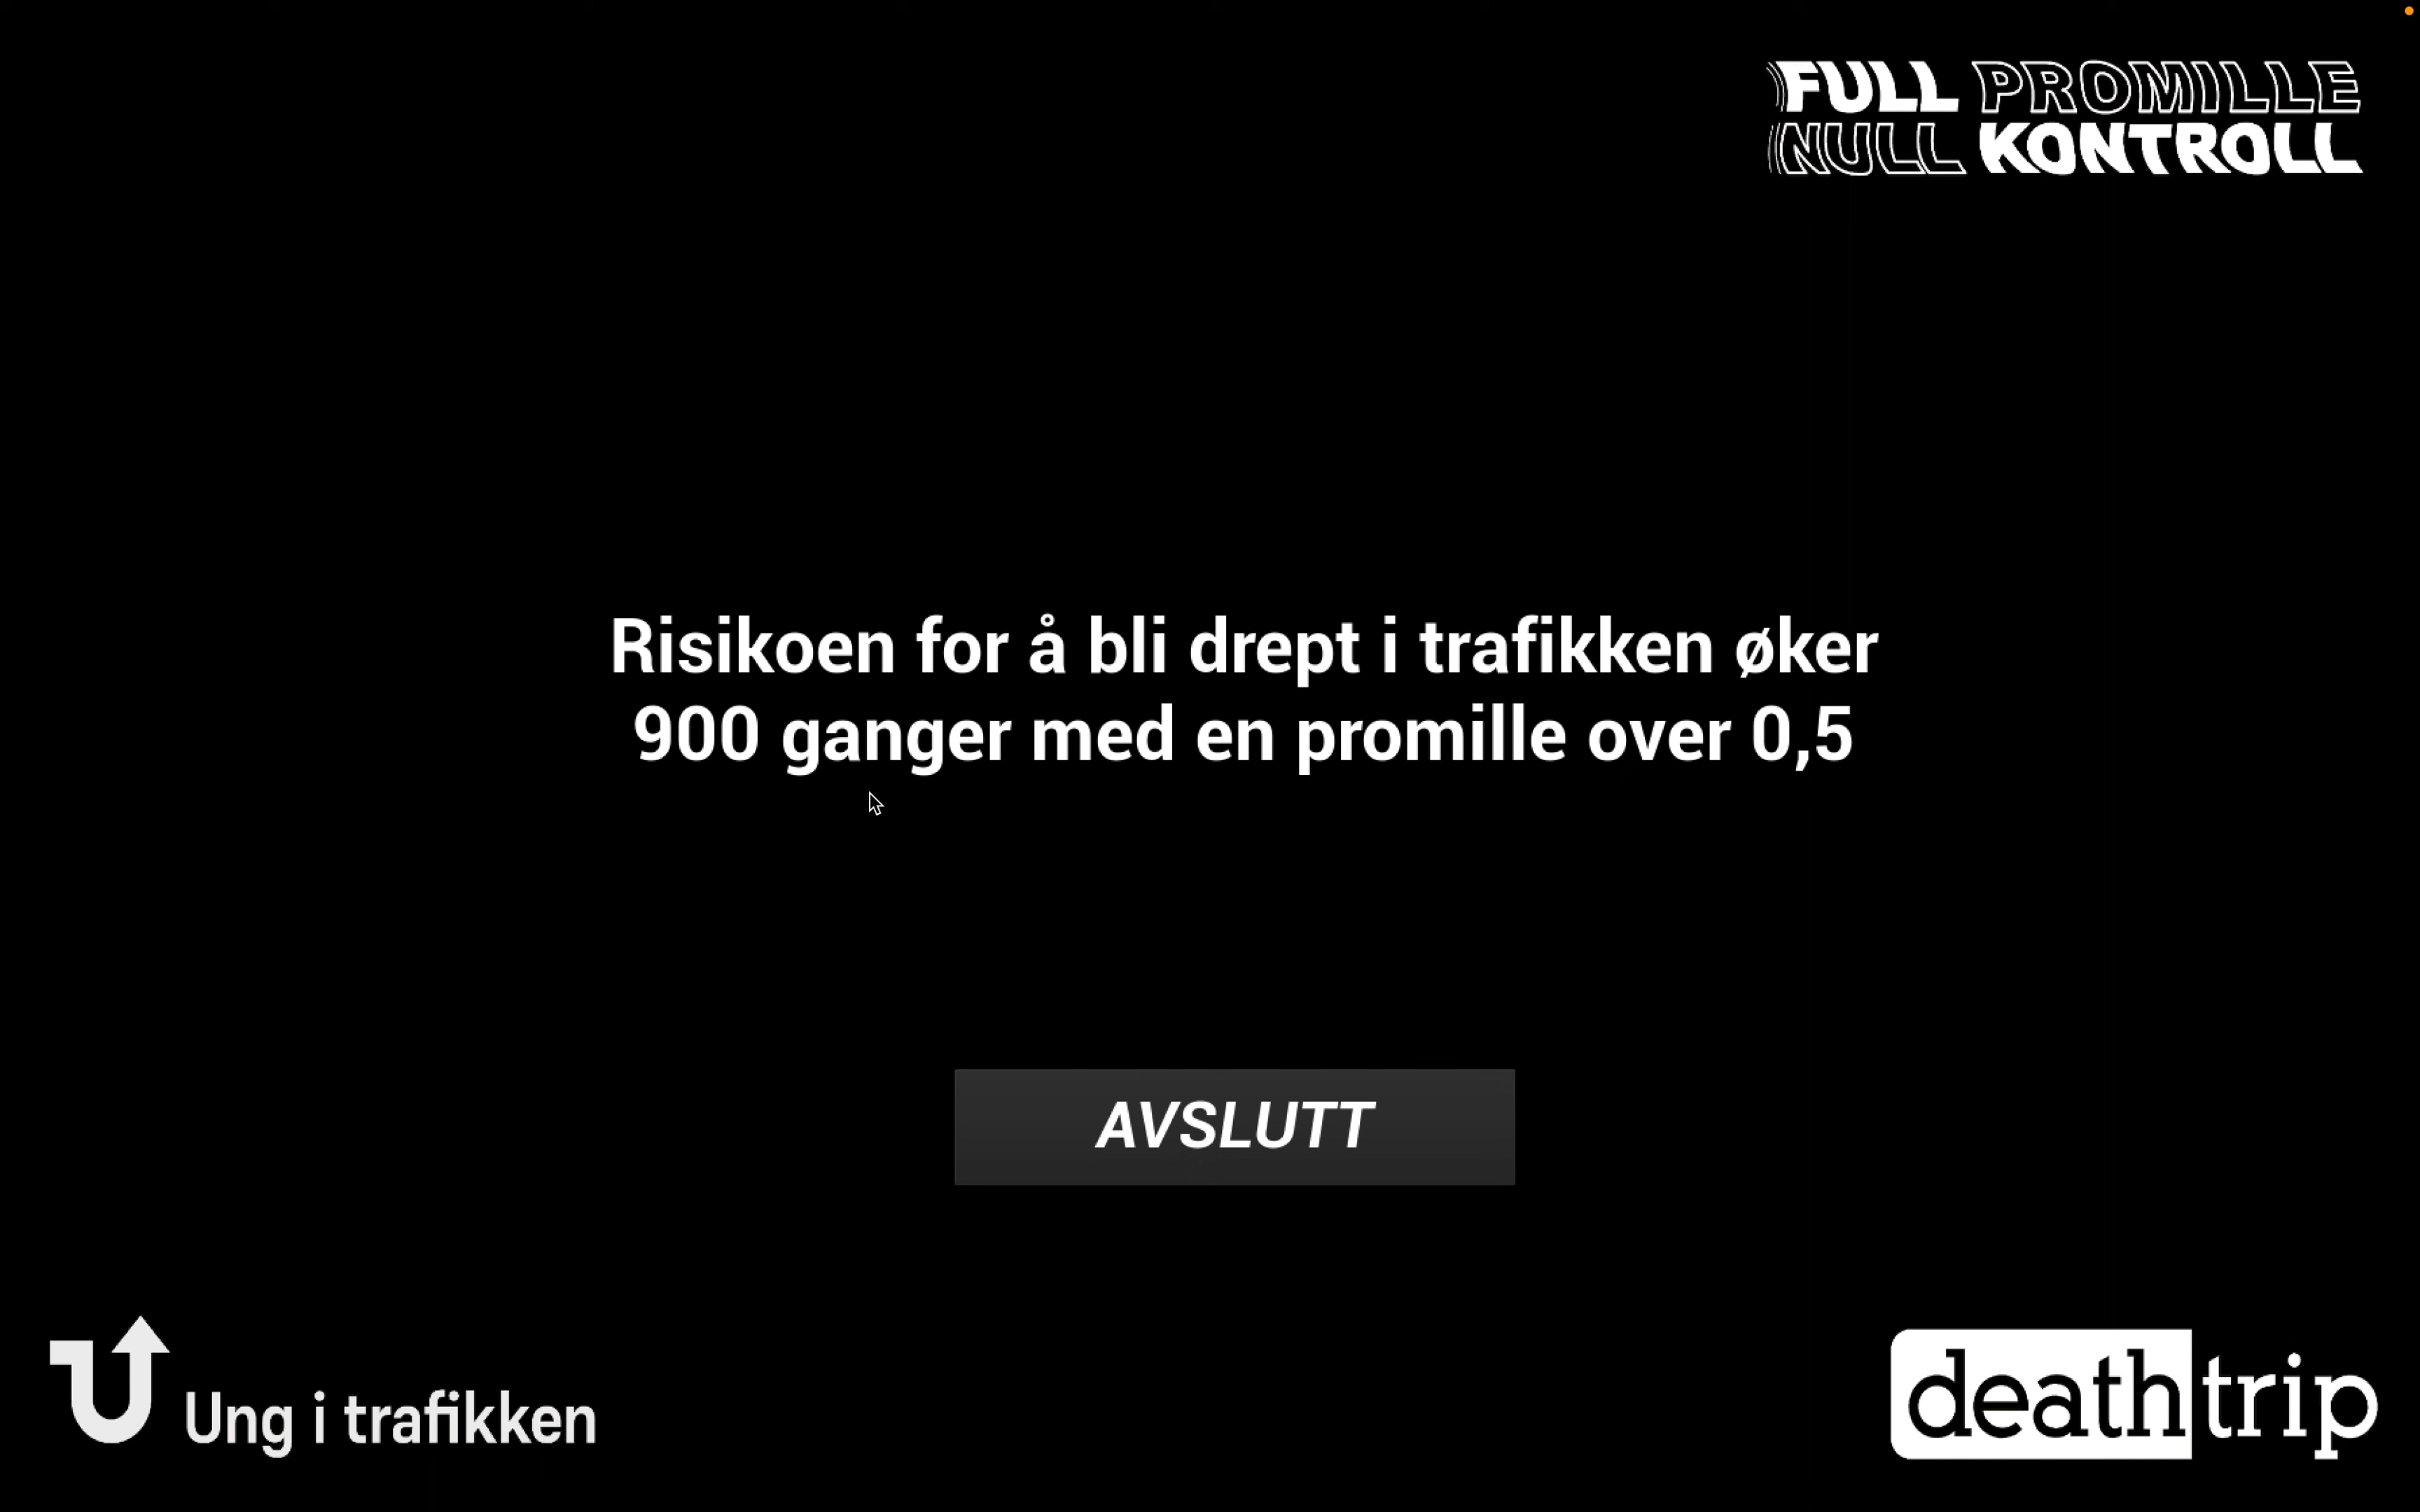 FULL PROMILLE
NULL KONTROLL
Risikoen for å bli drept i trafikken øker
900 ganger med en promille over 0,5
AVSLUTT
Ung i trafikken
deathtrip